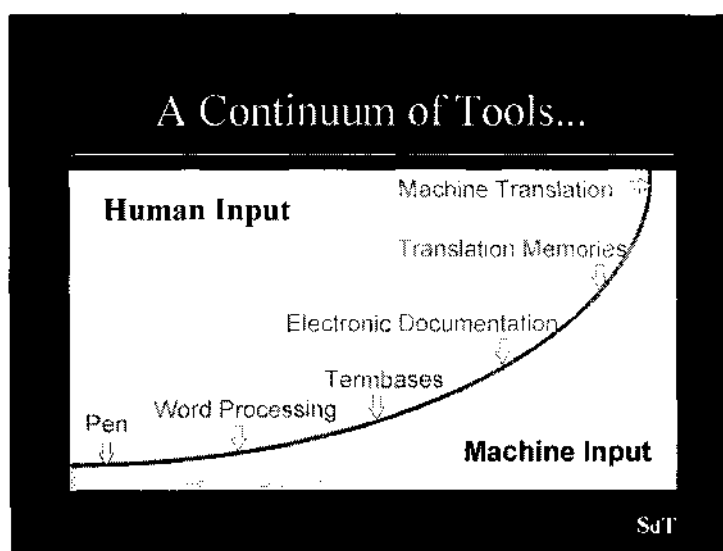 A Continuum of Tools...
Human Input
Machine Translation
Translation Memories
Electronic Documentation
Termbases
Word Processing
Pen
Machine Input
SdT